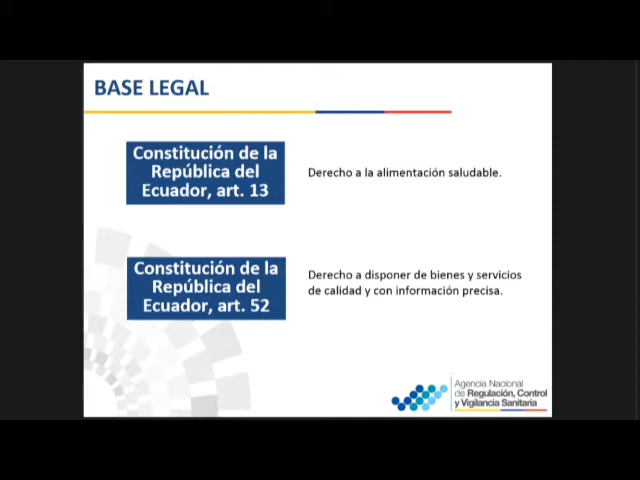 BASE LEGAL
Constitución de la
República del
Ecuador, art. 13
Derecho a la alimentación saludable.
Constitución de la
República del
Ecuador, art. 52
Derecho a disponer de bienes y servicios
de calidad y con información precisa.
Agencia Nacional
de Regulación, Control
y Vigilancia Sanitaria